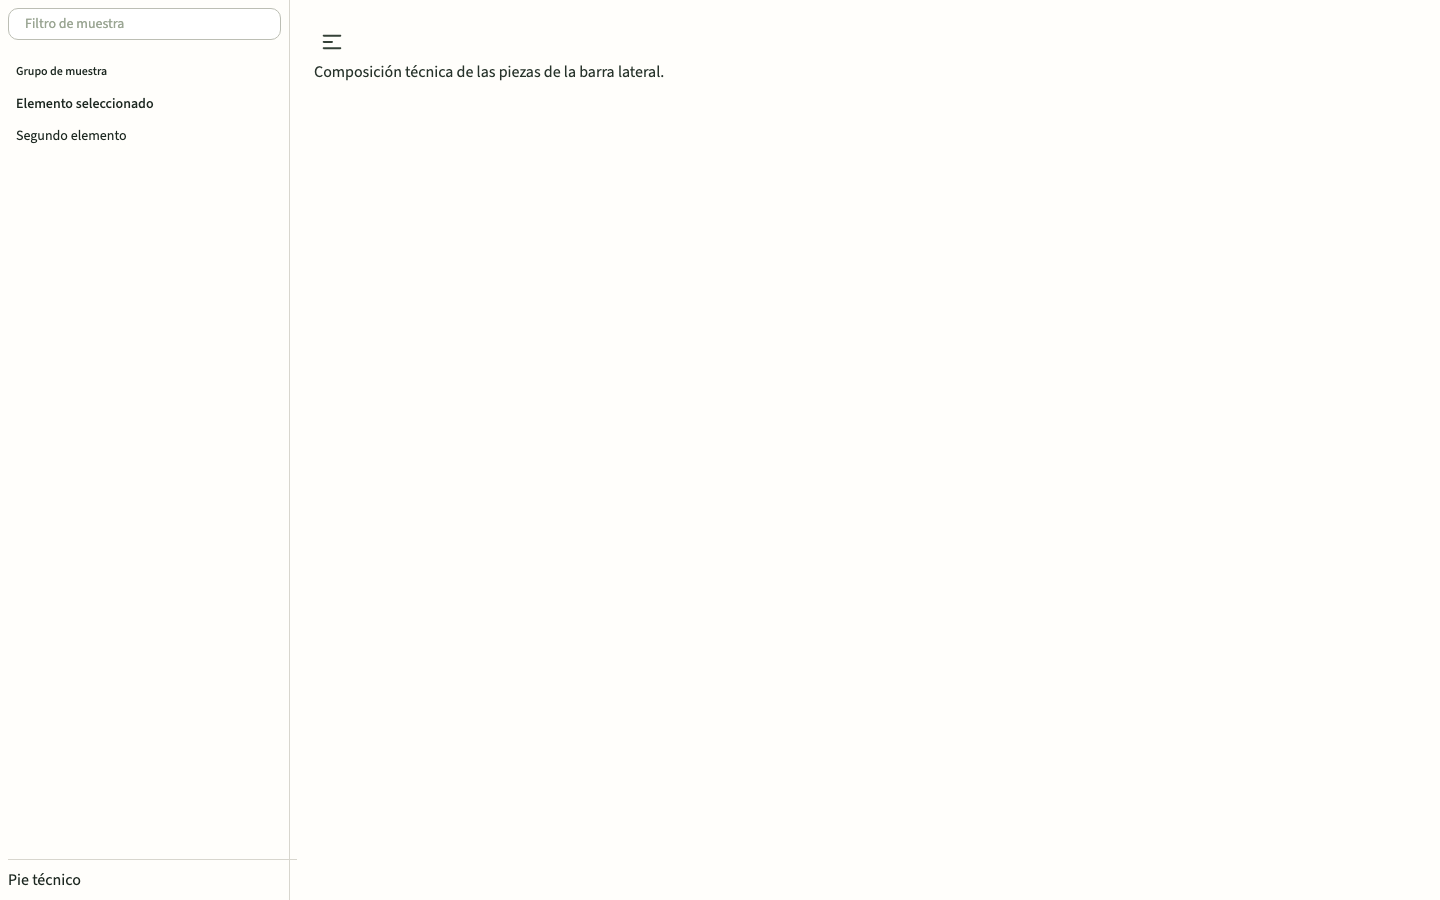 Filtro de muestra
Grupo de muestra
Elemento seleccionado
Segundo elemento
Pie técnico
Composición técnica de las piezas de la barra lateral.